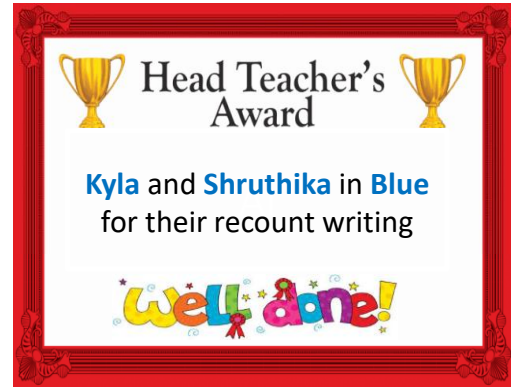 Head Teacher's
Award
Kyla and Shruthika in Blue
for their recount writing
well done!